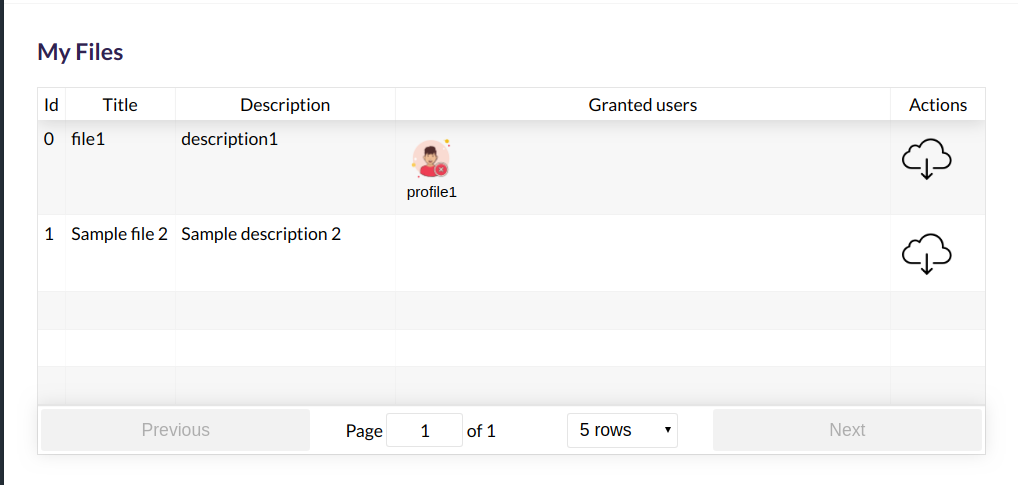 My Files
Id Title Description Granted users Actions
0 file1 description1
profile1
1 Sample file 2 Sample description 2
Previous Page 1 of 1 5 rows Next